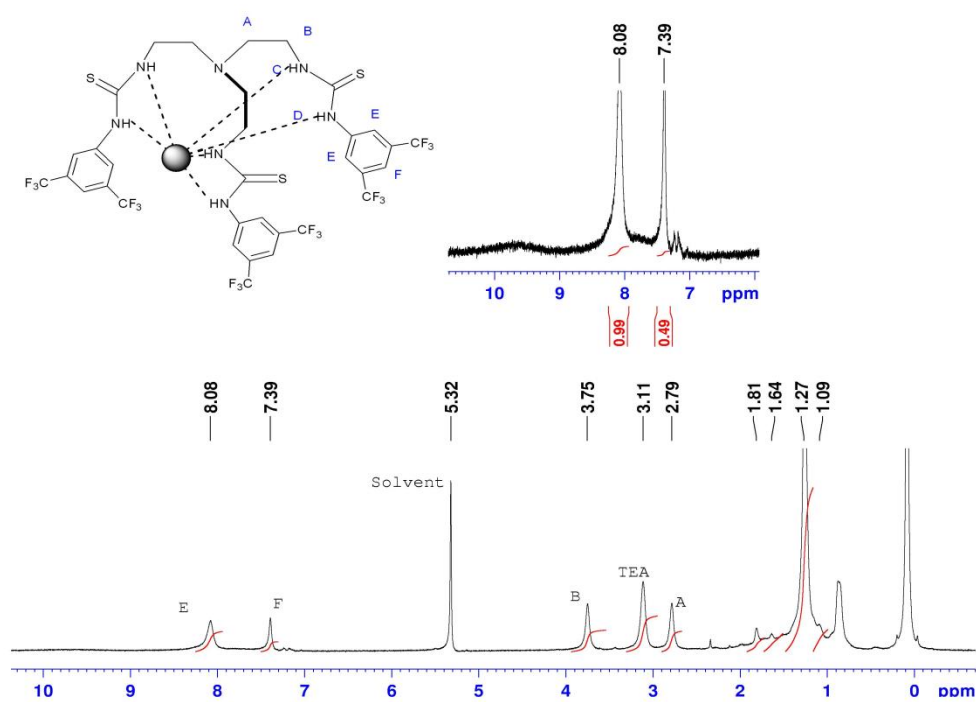 A
B
NH
N
HN
S
S
C
NH
HN
D
HN
E
E
F
S
NH
CF3
CF3
CF3
F3C
CF3
F3C
8.08
7.39
10 9 8 7 ppm
0.99
0.49
8.08
7.39
5.32
3.75
3.11
2.79
1.81
1.64
1.27
1.09
Solvent
E
F
B
TEA
A
10 9 8 7 6 5 4 3 2 1 0 ppm